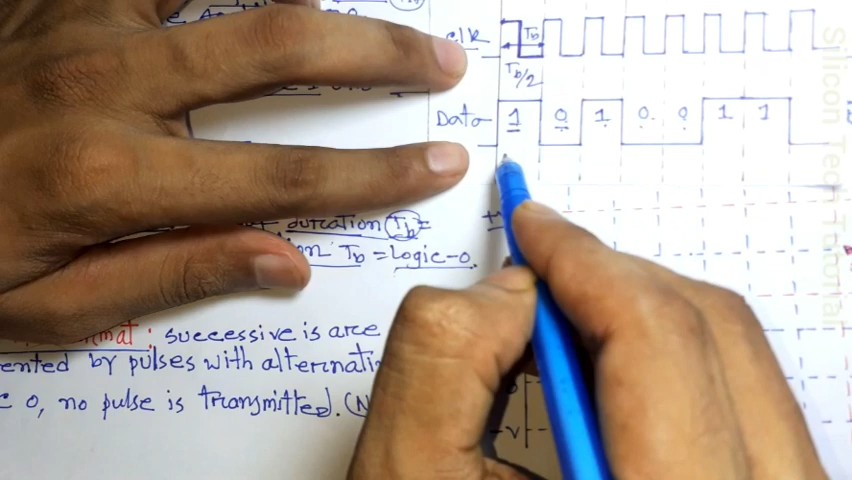 clk
Tb
Tb/2
Data 1 0 1 0 0 1 1
duration Tb =
Tb = Logic-0.
: successive is are
ented by pulses with alternatin
0, no pulse is transmitted. (N
-V
Silicon Tech Tutorial